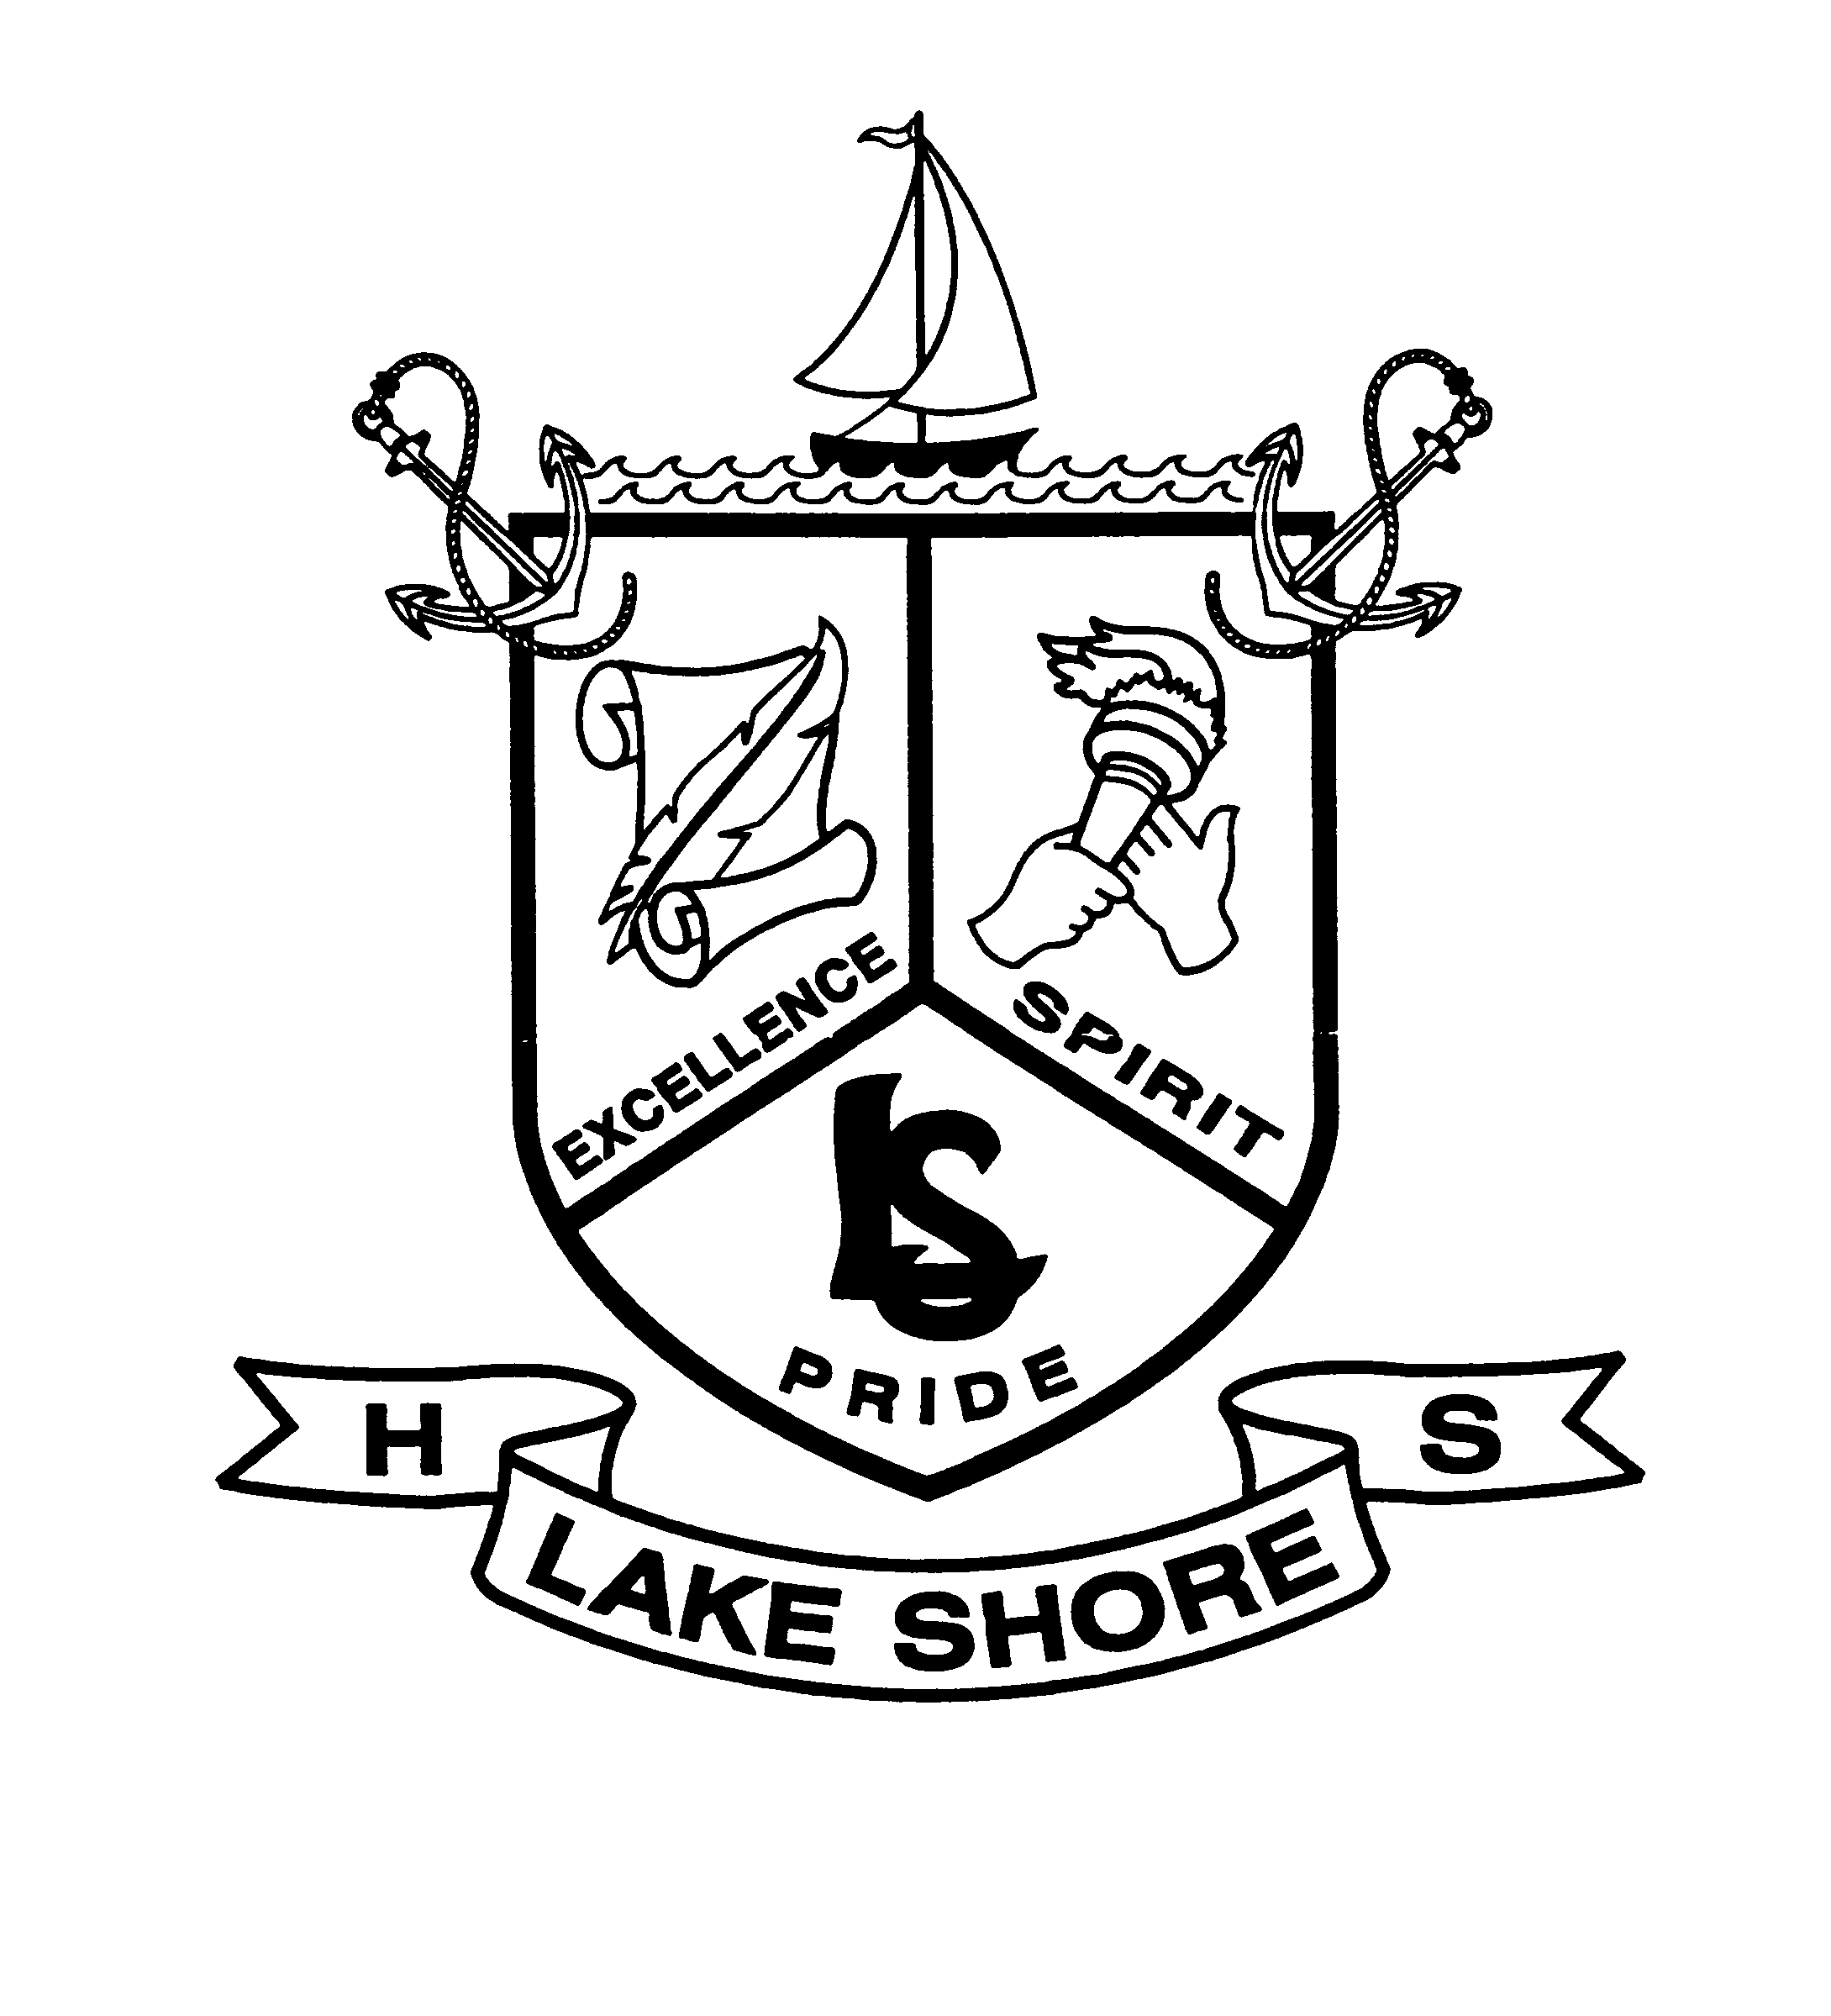 EXCELLENCE
SPIRIT
LS
PRIDE
H
S
LAKE SHORE